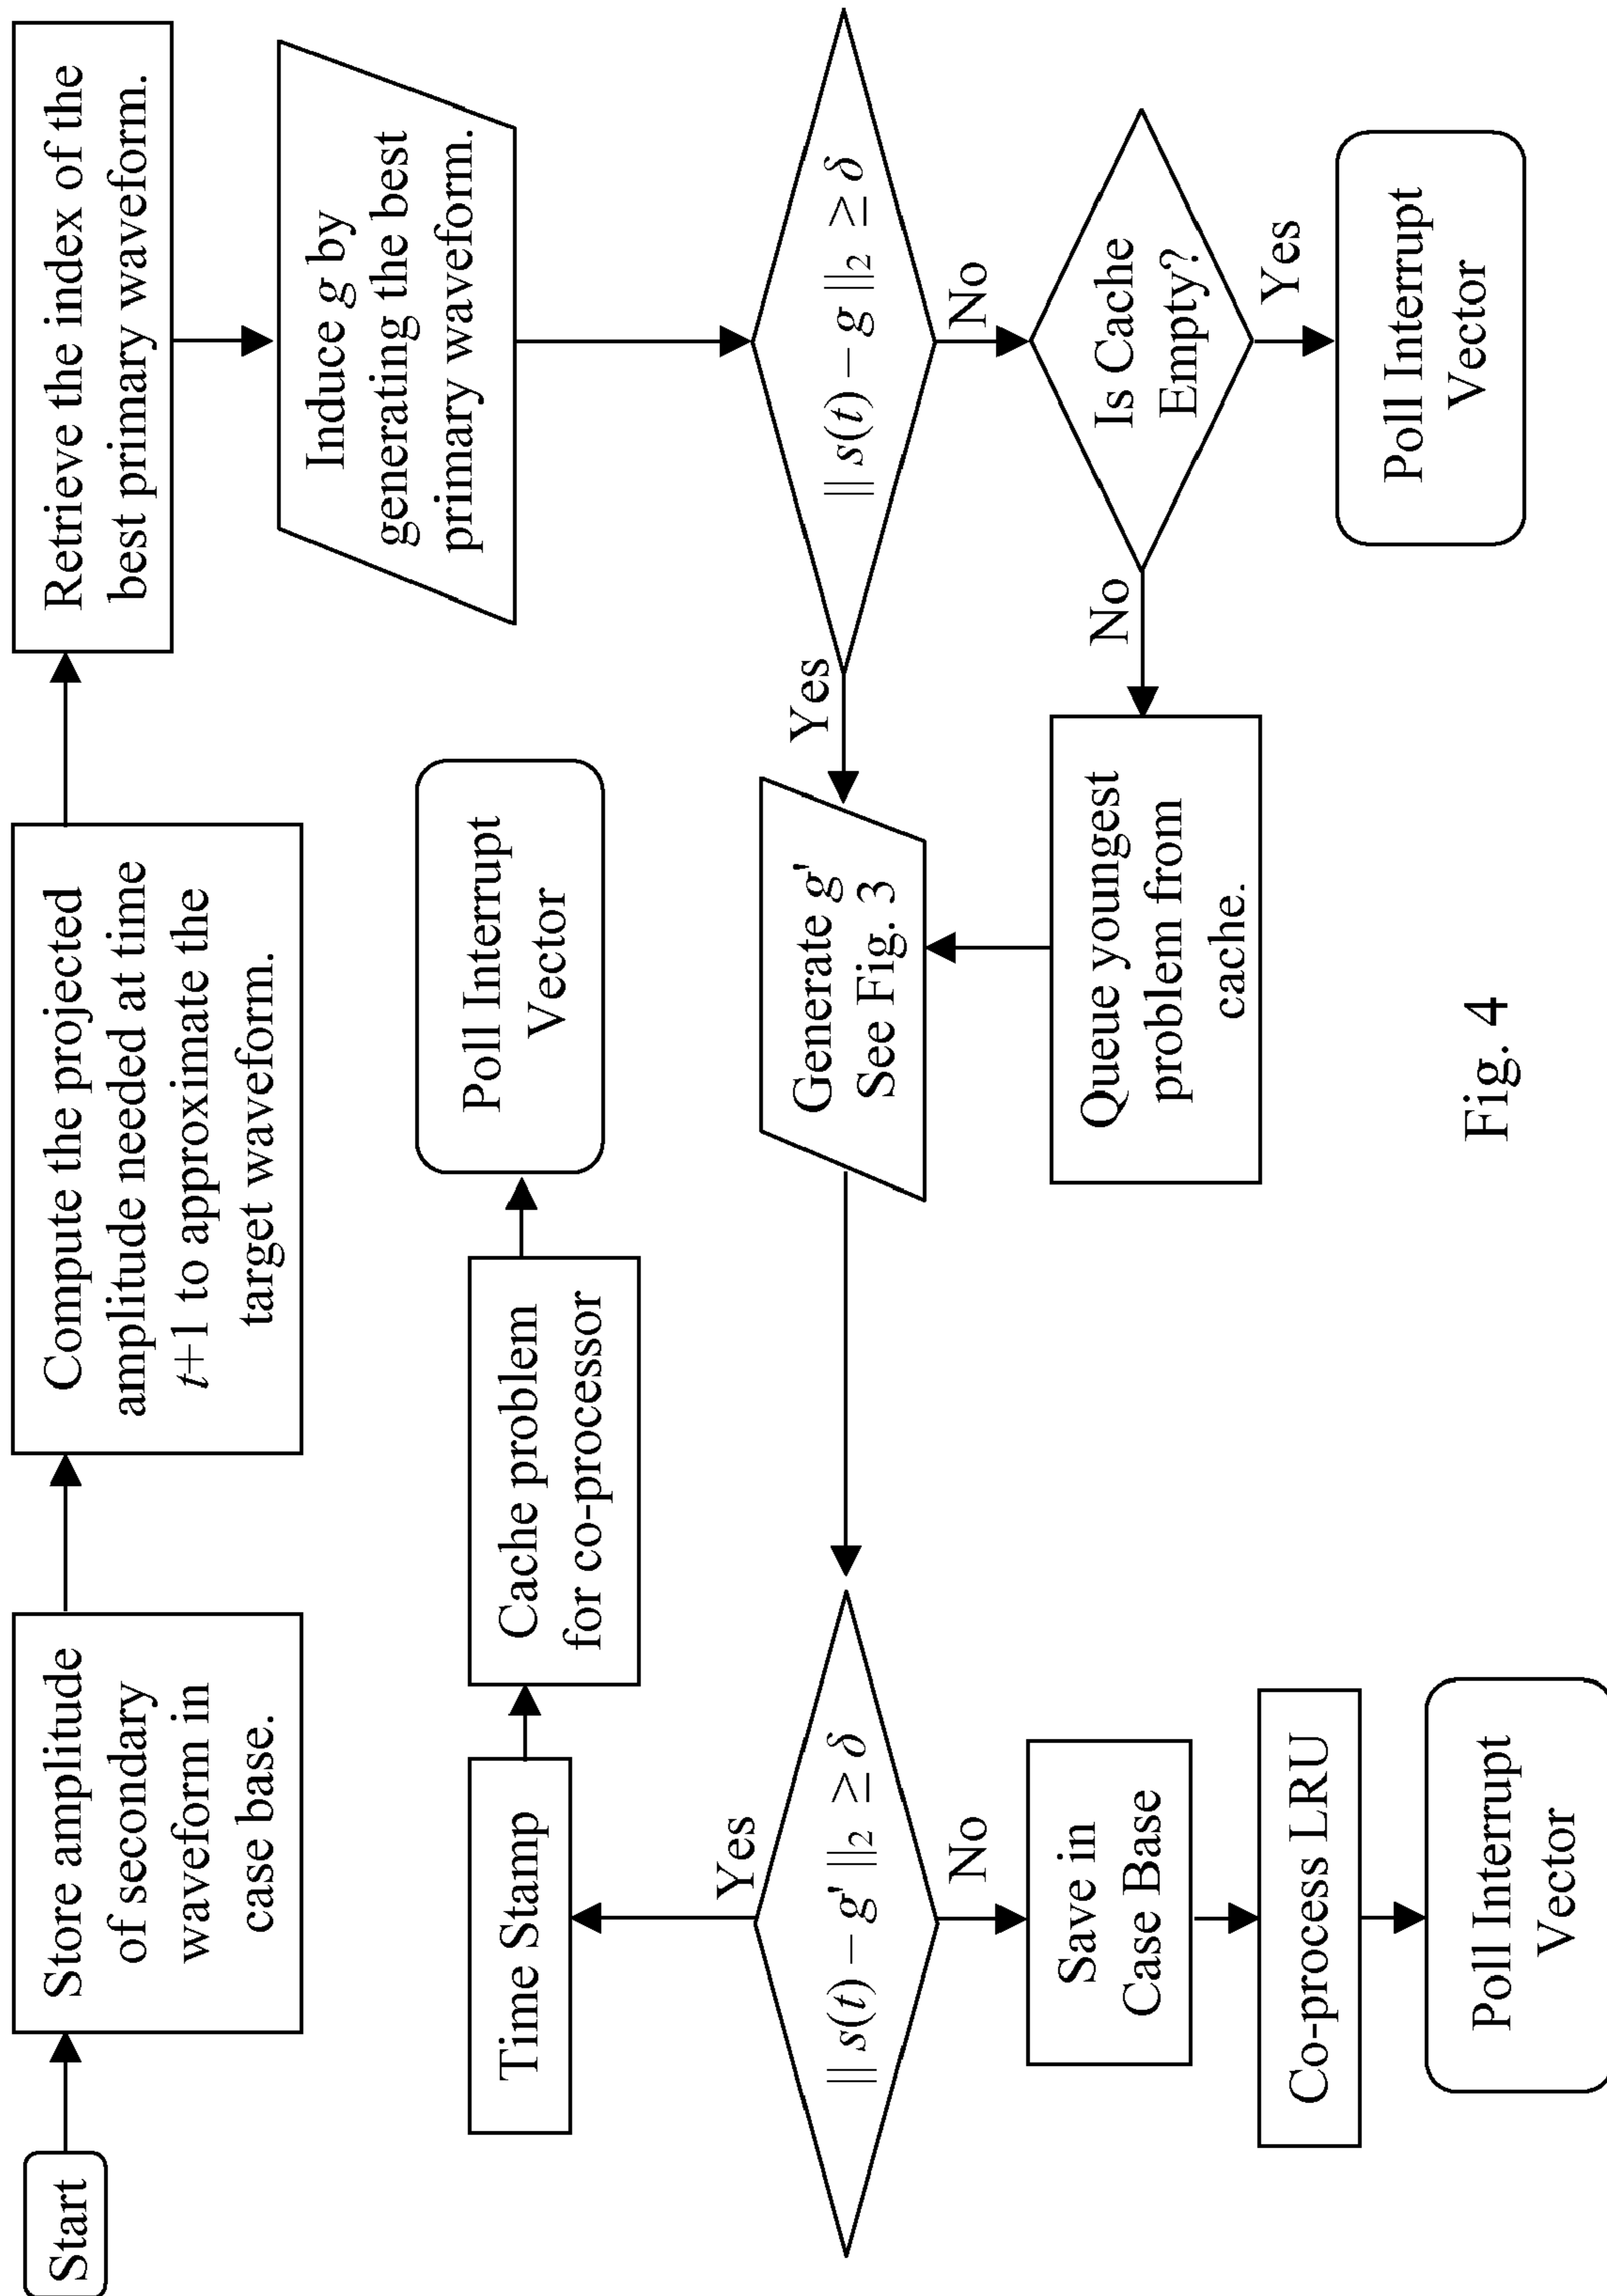 Start
Store amplitude
of secondary
waveform in
case base.
Compute the projected
amplitude needed at time
t+1 to approximate the
target waveform.
Retrieve the index of the
best primary waveform.
Induce g by
generating the best
primary waveform.
|| s(t) − g ||₂ ≥ δ
Yes
No
Is Cache
Empty?
No
Yes
Poll Interrupt
Vector
Queue youngest
problem from
cache.
Generate g'
See Fig. 3
|| s(t) − g' ||₂ ≥ δ
Yes
No
Time Stamp
Cache problem
for co-processor
Poll Interrupt
Vector
Save in
Case Base
Co-process LRU
Poll Interrupt
Vector
Fig. 4